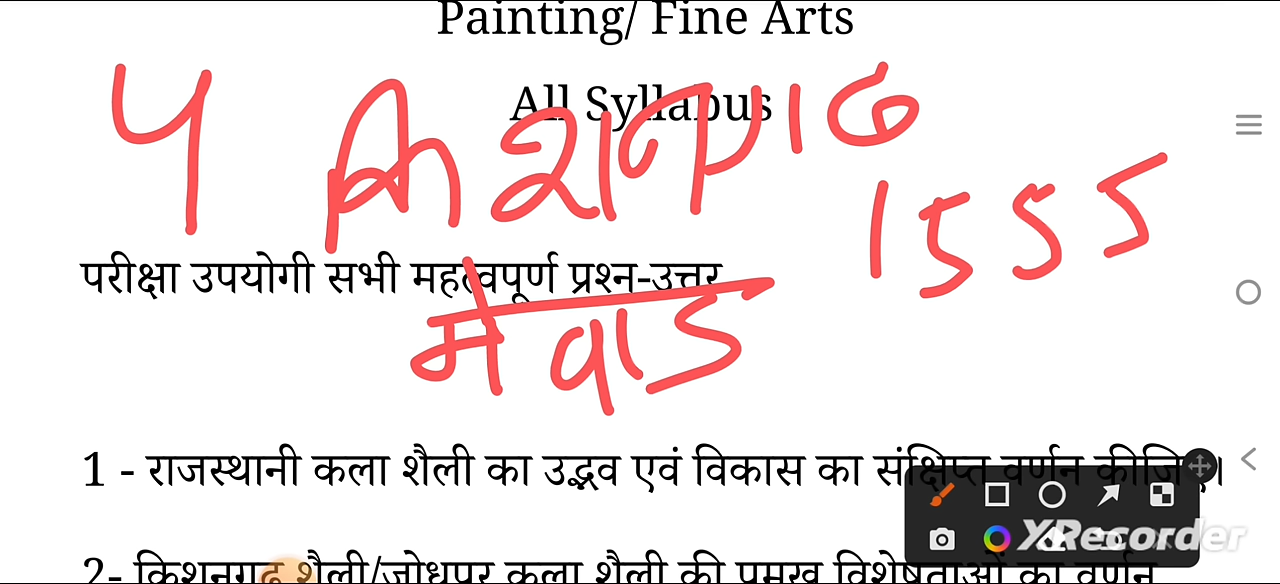 Painting/ Fine Arts
All Syllabus
4 किशनगढ
1555
परीक्षा उपयोगी सभी महत्वपूर्ण प्रश्न-उत्तर
मेवाड
1 - राजस्थानी कला शैली का उद्भव एवं विकास का संक्षिप्त वर्णन कीजिए।
XRecorder
2- किशनगढ़ शैली/जोधपुर कला शैली की प्रमुख विशेषताओं का वर्णन